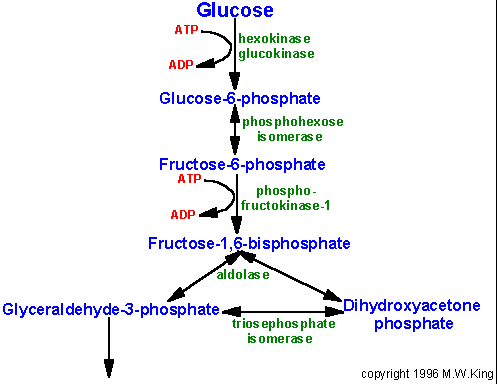 Glucose
ATP
hexokinase
glucokinase
ADP
Glucose-6-phosphate
phosphohexose
isomerase
Fructose-6-phosphate
ATP
phospho-
fructokinase-1
ADP
Fructose-1,6-bisphosphate
aldolase
Glyceraldehyde-3-phosphate
Dihydroxyacetone
phosphate
triosephosphate
isomerase
copyright 1996 M.W.King